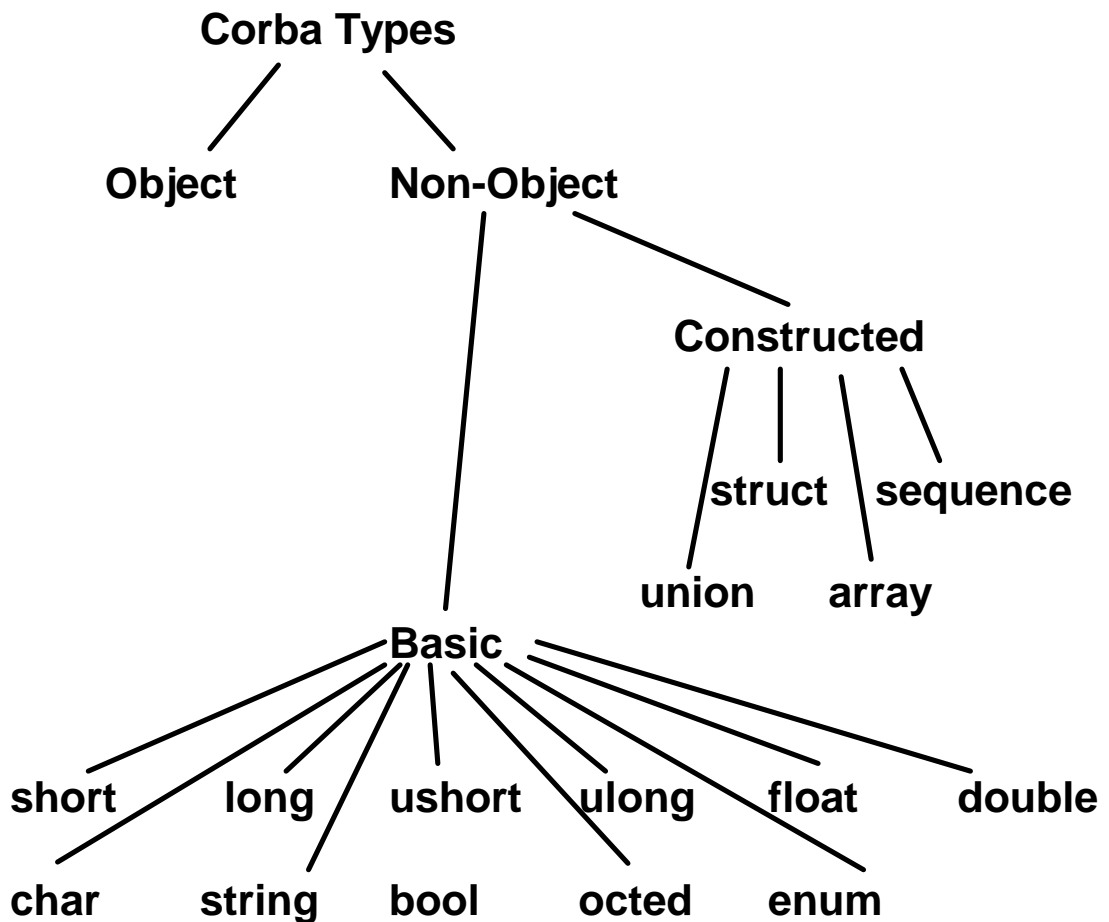 Corba Types
Object Non-Object
Constructed
struct sequence
union array
Basic
short long ushort ulong float double
char string bool octed enum